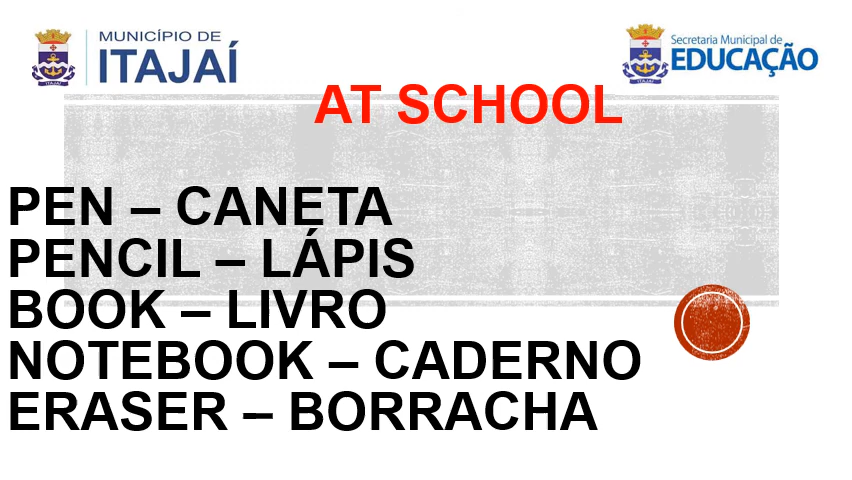 MUNICÍPIO DE
ITAJAÍ
Secretaria Municipal de
EDUCAÇÃO
AT SCHOOL
PEN – CANETA
PENCIL – LÁPIS
BOOK – LIVRO
NOTEBOOK – CADERNO
ERASER – BORRACHA